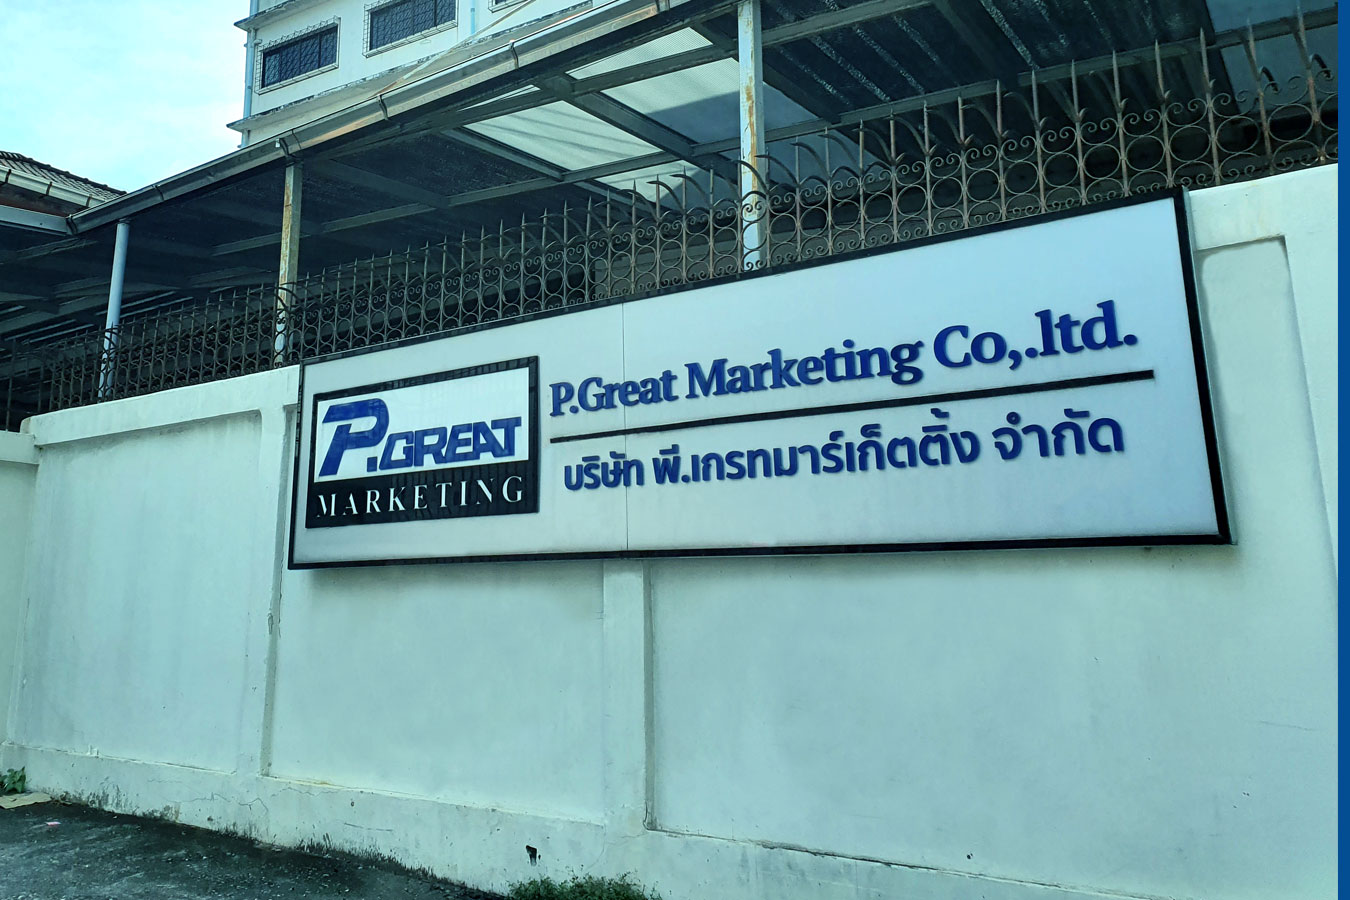 P.GREAT
MARKETING
P.Great Marketing Co,.ltd.
บริษัท พี.เกรทมาร์เก็ตติ้ง จำกัด